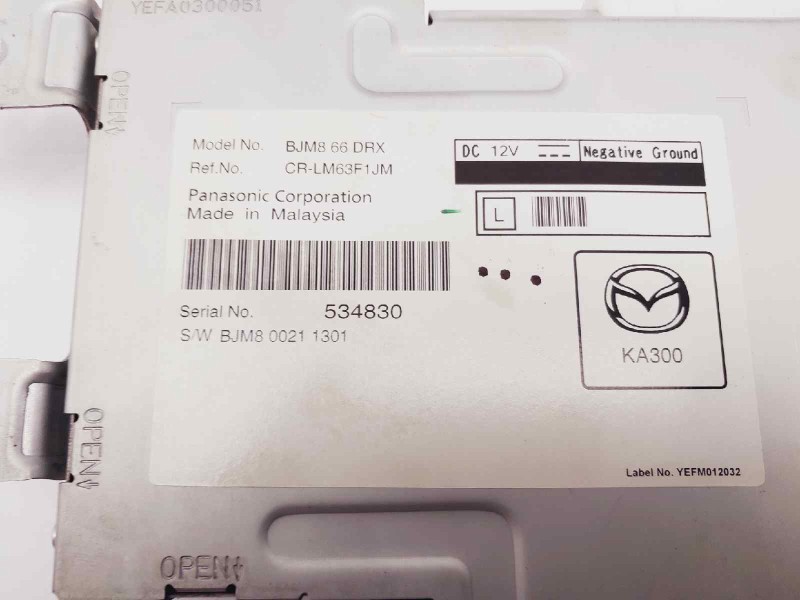 YEFA0300051
OPEN
Model No. BJM8 66 DRX
Ref.No. CR-LM63F1JM
Panasonic Corporation
Made in Malaysia
DC 12V Negative Ground
L
Serial No. 534830
S/W BJM8 0021 1301
KA300
Label No. YEFM012032
OPEN
OPEN